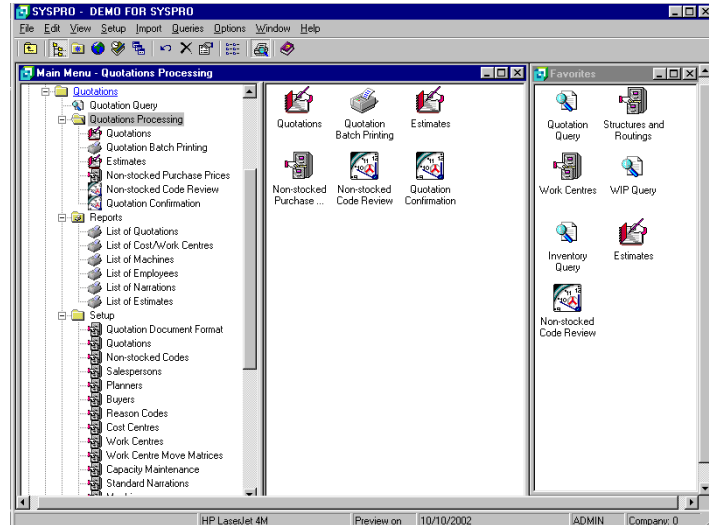 SYSPRO - DEMO FOR SYSPRO
File Edit View Setup Import Queries Options Window Help
Main Menu - Quotations Processing
Quotations
Quotation Query
Quotations Processing
Quotations
Quotation Batch Printing
Estimates
Non-stocked Purchase Prices
Non-stocked Code Review
Quotation Confirmation
Reports
List of Quotations
List of Cost/Work Centres
List of Machines
List of Employees
List of Narrations
List of Estimates
Setup
Quotation Document Format
Quotations
Non-stocked Codes
Salespersons
Planners
Buyers
Reason Codes
Cost Centres
Work Centres
Work Centre Move Matrices
Capacity Maintenance
Standard Narrations
Quotations
Quotation
Batch Printing
Estimates
Non-stocked
Purchase ...
Non-stocked
Code Review
Quotation
Confirmation
Favorites
Quotation
Query
Structures and
Routings
Work Centres
WIP Query
Inventory
Query
Estimates
Non-stocked
Code Review
HP LaserJet 4M Preview on 10/10/2002 ADMIN Company: 0